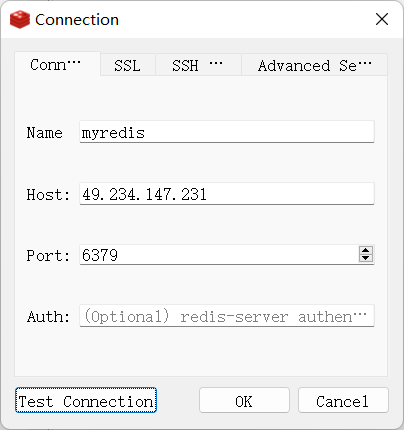 Connection
Conn… SSL SSH … Advanced Se…
Name myredis
Host: 49.234.147.231
Port: 6379
Auth: (Optional) redis-server authen…
Test Connection OK Cancel